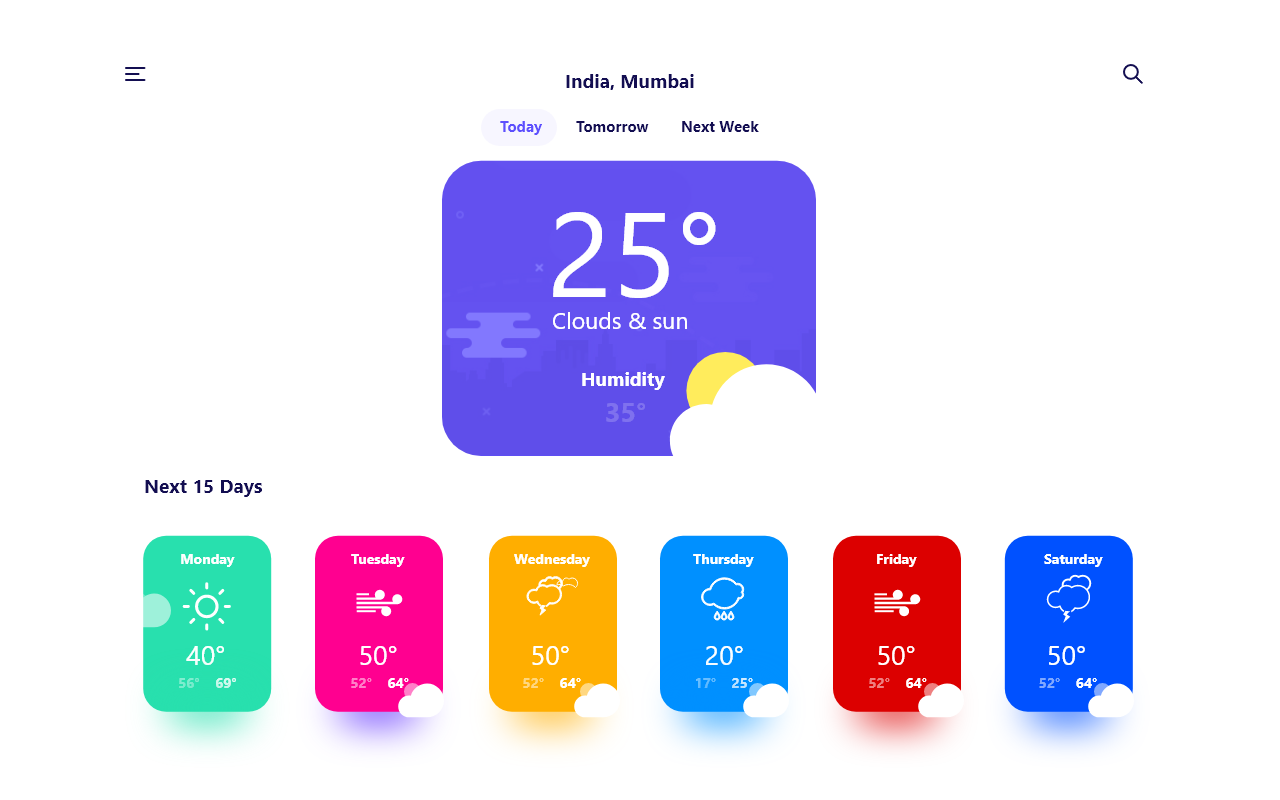 India, Mumbai
Today Tomorrow Next Week
25°
Clouds & sun
Humidity
35°
Next 15 Days
Monday
40°
56° 69°
Tuesday
50°
52° 64°
Wednesday
50°
52° 64°
Thursday
20°
17° 25°
Friday
50°
52° 64°
Saturday
50°
52° 64°